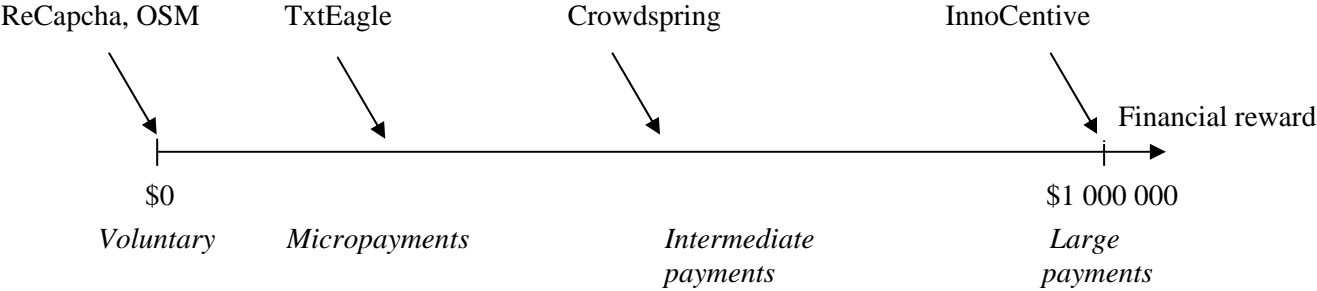 ReCapcha, OSM TxtEagle Crowdspring InnoCentive
Financial reward
$0 $1 000 000
Voluntary Micropayments Intermediate Large
payments payments